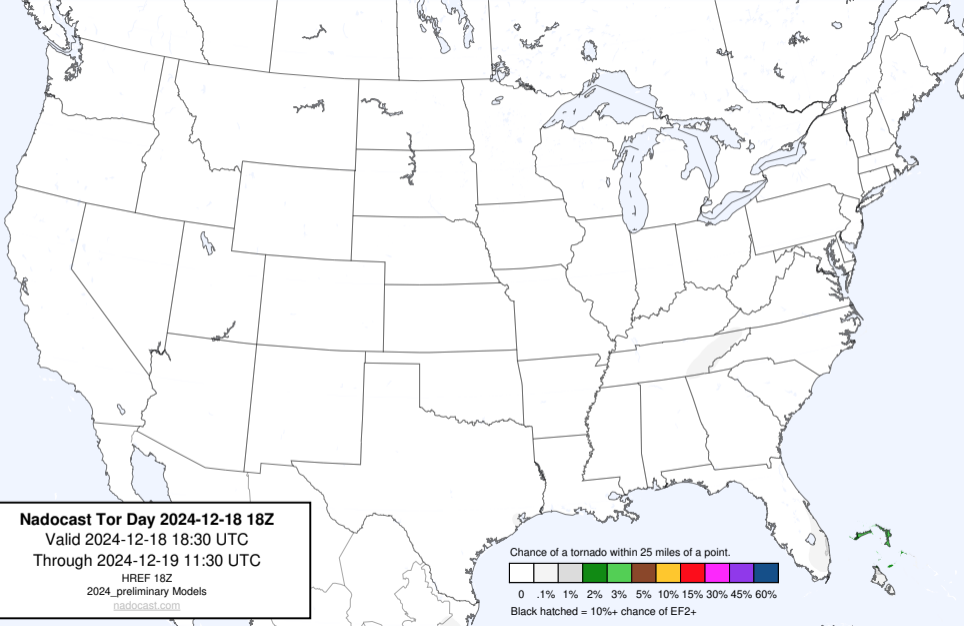 Nadocast Tor Day 2024-12-18 18Z
Valid 2024-12-18 18:30 UTC
Through 2024-12-19 11:30 UTC
HREF 18Z
2024_preliminary Models
nadocast.com
Chance of a tornado within 25 miles of a point.
0 .1% 1% 2% 3% 5% 10% 15% 30% 45% 60%
Black hatched = 10%+ chance of EF2+